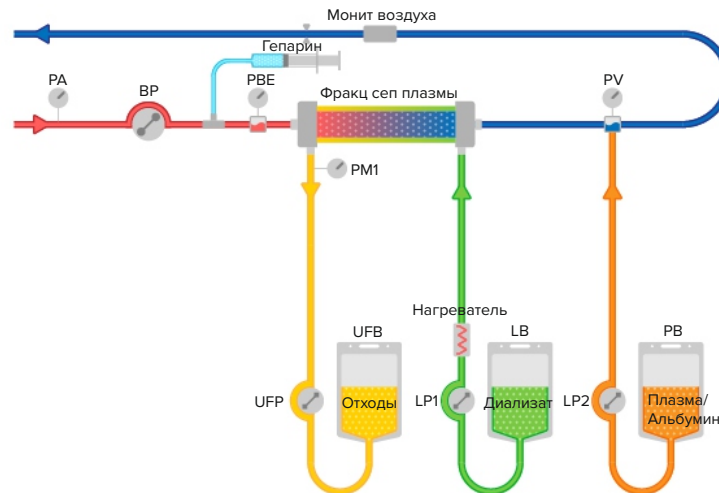 Монит воздуха
Гепарин
PA
BP
PBE
Фракц сеп плазмы
PV
PM1
Нагреватель
UFB
LB
PB
UFP
Отходы
LP1
Диализат
LP2
Плазма/
Альбумин